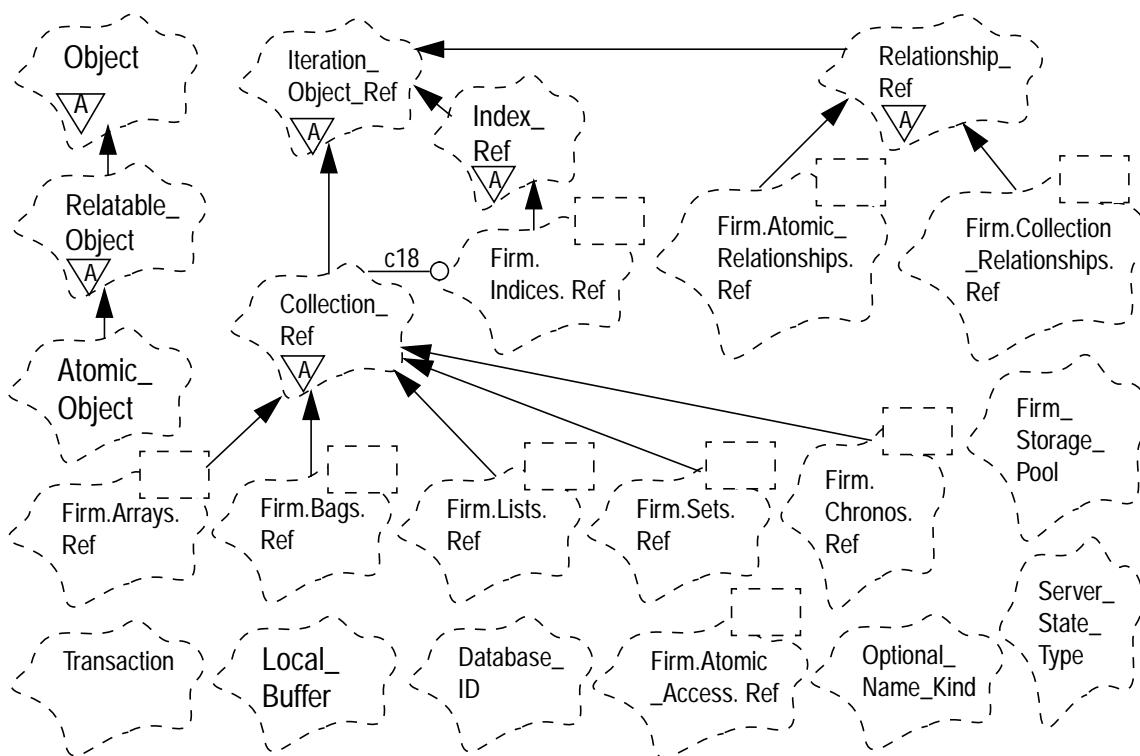 Object
A
Iteration_
Object_Ref
A
Relationship_
Ref
A
Index_
Ref
A
Relatable_
Object
A
Firm.Atomic_
Relationships.
Ref
Firm.Collection
_Relationships.
Ref
c18
Firm.
Indices. Ref
Collection_
Ref
A
Atomic_
Object
Firm_
Storage_
Pool
Firm.Arrays.
Ref
Firm.Bags.
Ref
Firm.Lists.
Ref
Firm.Sets.
Ref
Firm.
Chronos.
Ref
Server_
State_
Type
Transaction
Local_
Buffer
Database_
ID
Firm.Atomic
_Access. Ref
Optional_
Name_Kind